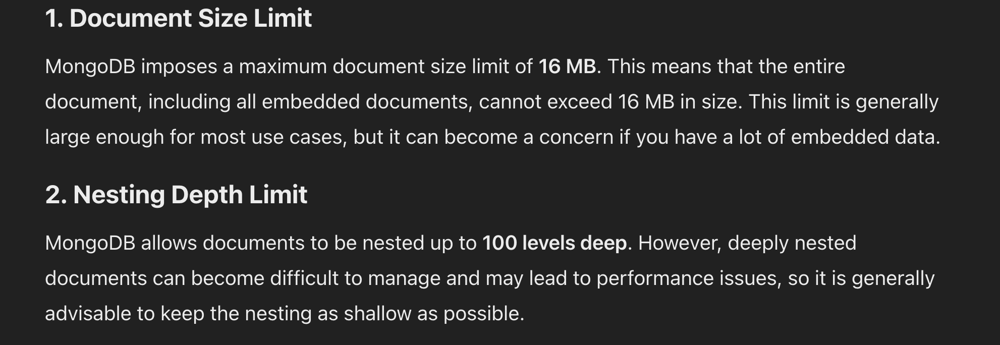 1. Document Size Limit
MongoDB imposes a maximum document size limit of 16 MB. This means that the entire
document, including all embedded documents, cannot exceed 16 MB in size. This limit is generally
large enough for most use cases, but it can become a concern if you have a lot of embedded data.
2. Nesting Depth Limit
MongoDB allows documents to be nested up to 100 levels deep. However, deeply nested
documents can become difficult to manage and may lead to performance issues, so it is generally
advisable to keep the nesting as shallow as possible.